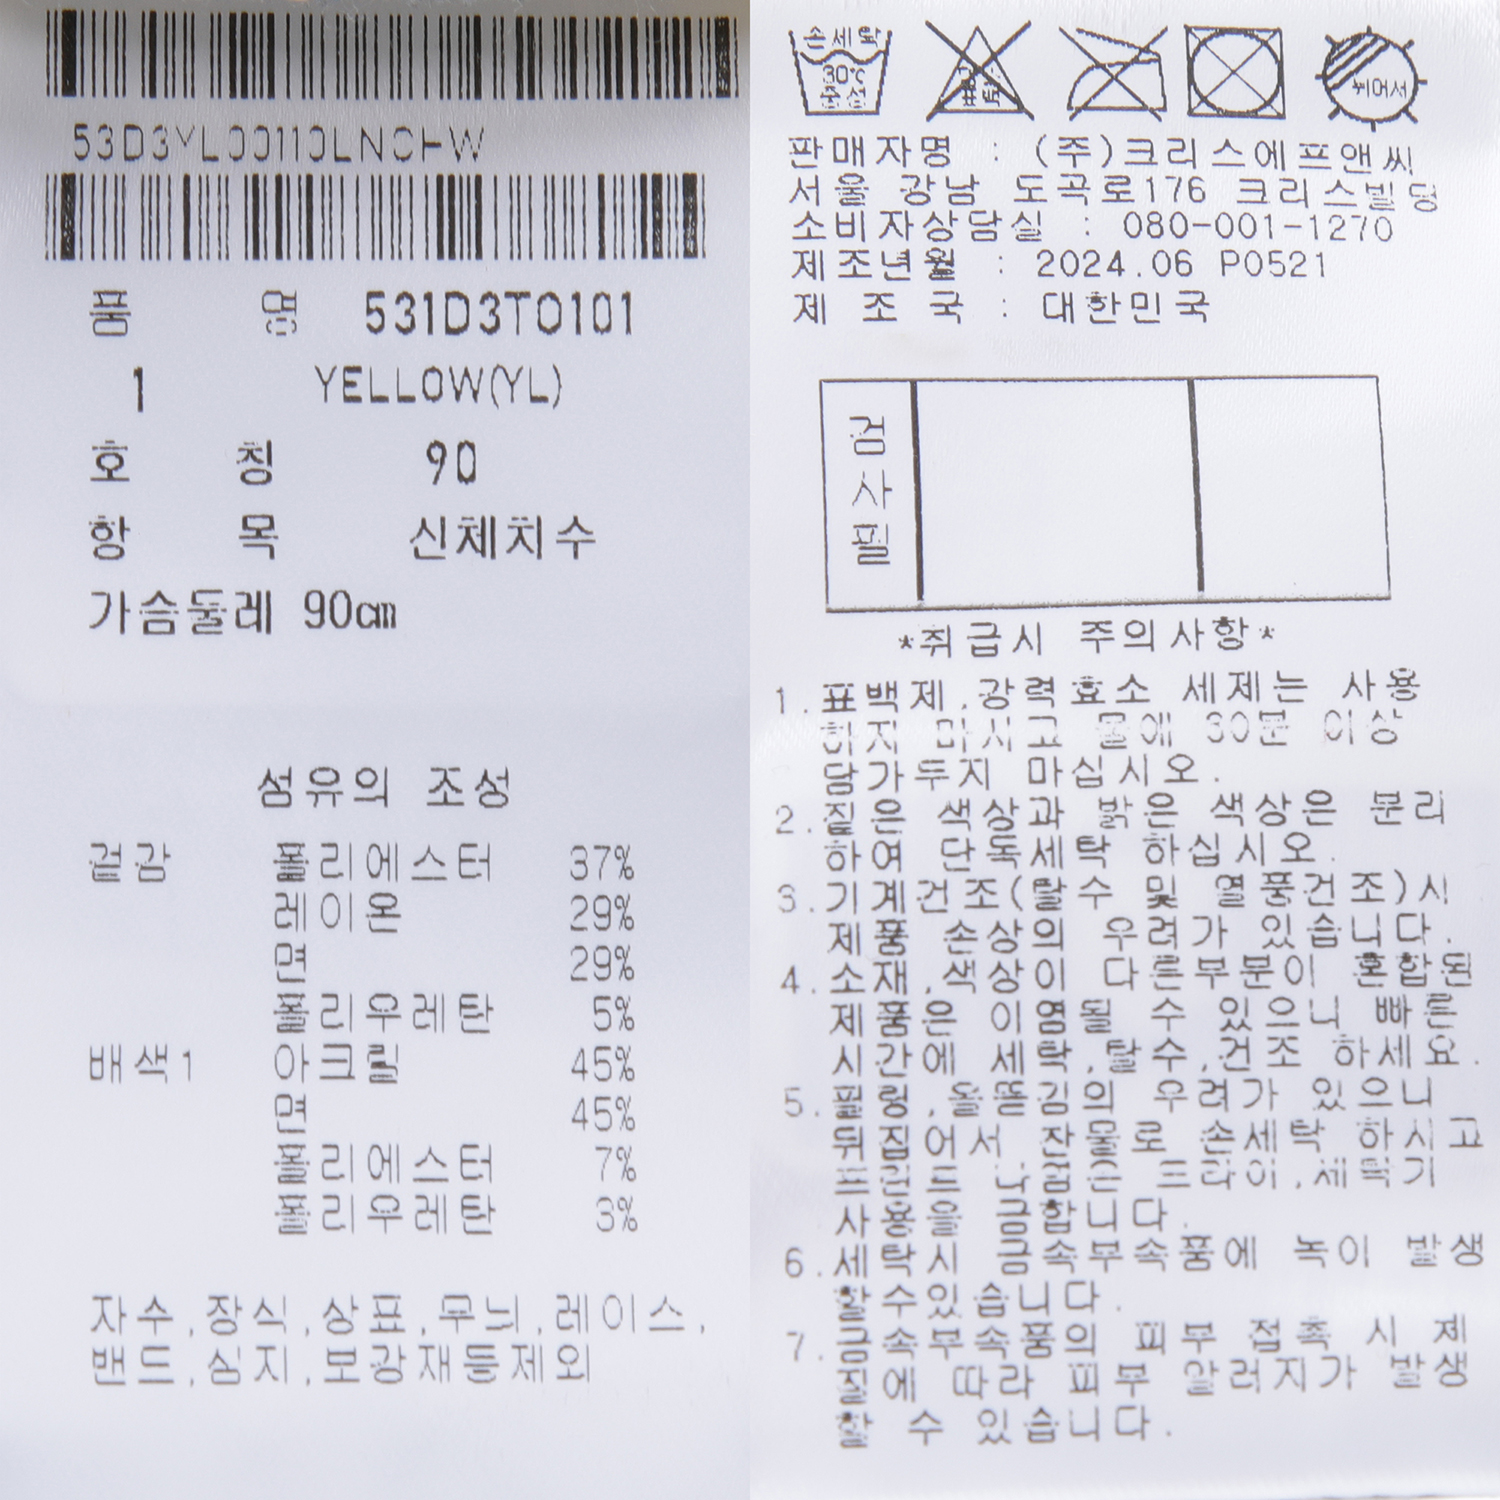 53D3YL00110LNCHW
품 명 531D3TO101
1 YELLOW(YL)
호 칭 90
항 목 신체치수
가슴둘레 90cm
섬유의 조성
겉감 폴리에스터 37%
레이온 29%
면 29%
폴리우레탄 5%
배색1 아크릴 45%
면 45%
폴리에스터 7%
폴리우레탄 3%
자수,장식,상표,무늬,레이스,
밴드,심지,보강재등제외
손세탁
30℃
중성
염소
표백
뉘어서
판매자명 : (주)크리스에프앤씨
서울 강남 도곡로176 크리스빌딩
소비자상담실 : 080-001-1270
제조년월 : 2024.06 P0521
제 조 국 : 대한민국
검사필
*취급시 주의사항*
1.표백제,강력효소 세제는 사용
하지 마시고 물에 30분 이상
담가두지 마십시오.
2.짙은 색상과 밝은 색상은 분리
하여 단독세탁 하십시오.
3.기계건조(탈수 및 열풍건조)시
제품 손상의 우려가 있습니다.
4.소재,색상이 다른부분이 혼합된
제품은 이염될 수 있으니 빠른
시간에 세탁,탈수,건조 하세요.
5.필링,올뜯김의 우려가 있으니
뒤집어서 찬물로 손세탁 하시고
프린트 나염은 드라이,세탁기
사용을 금합니다.
6.세탁시 금속부속품에 녹이 발생
할수있습니다.
7.금속부속품의 피부 접촉 시 체
질에 따라 피부 알러지가 발생
할 수 있습니다.